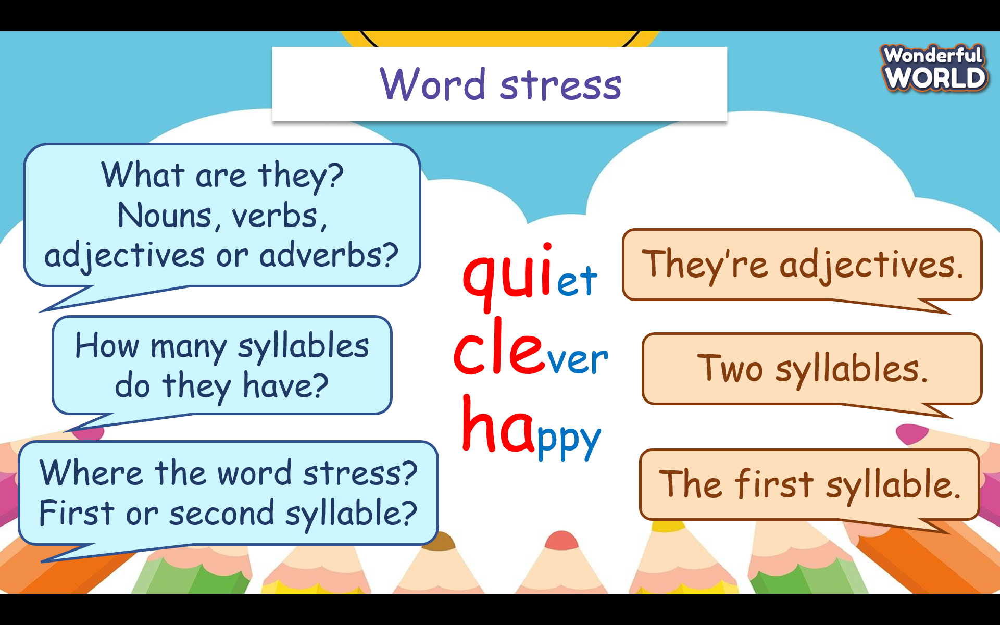 Word stress
Wonderful
WORLD
What are they?
Nouns, verbs,
adjectives or adverbs?
How many syllables
do they have?
Where the word stress?
First or second syllable?
quiet
clever
happy
They're adjectives.
Two syllables.
The first syllable.